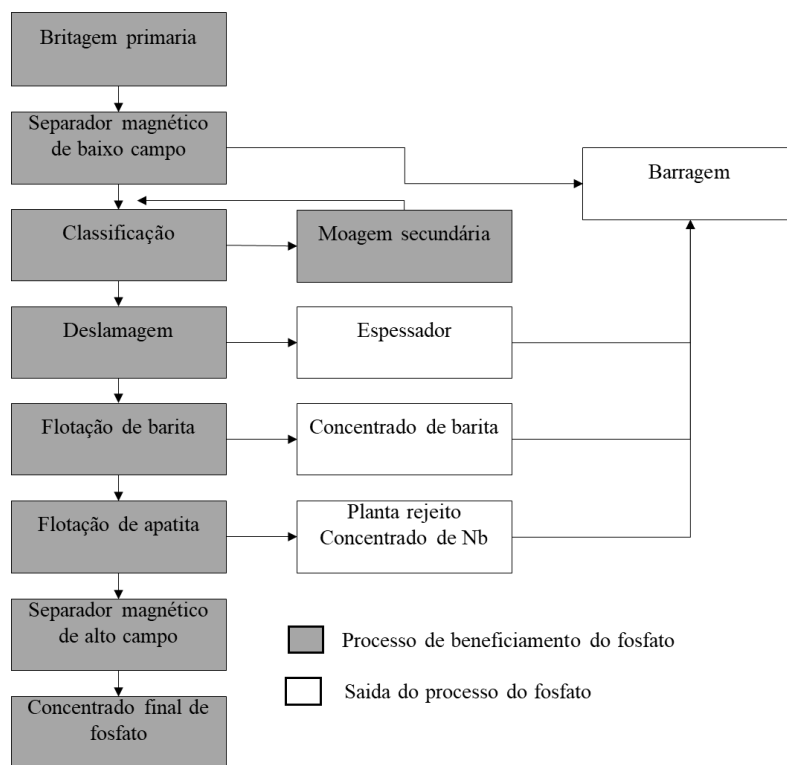 Britagem primaria
Separador magnético
de baixo campo
Barragem
Classificação
Moagem secundária
Deslamagem
Espessador
Flotação de barita
Concentrado de barita
Flotação de apatita
Planta rejeito
Concentrado de Nb
Separador magnético
de alto campo
Processo de beneficiamento do fosfato
Saida do processo do fosfato
Concentrado final de
fosfato